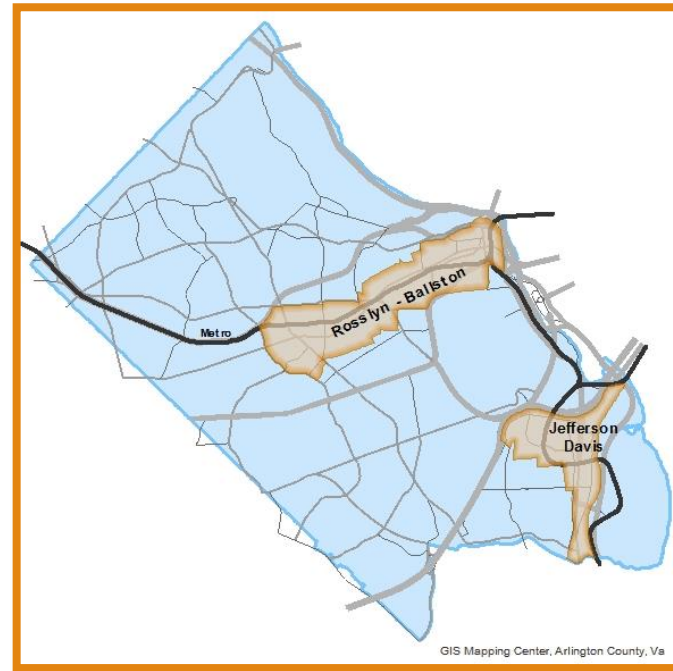 Rosslyn - Ballston
Metro
Jefferson
Davis
GIS Mapping Center, Arlington County, Va